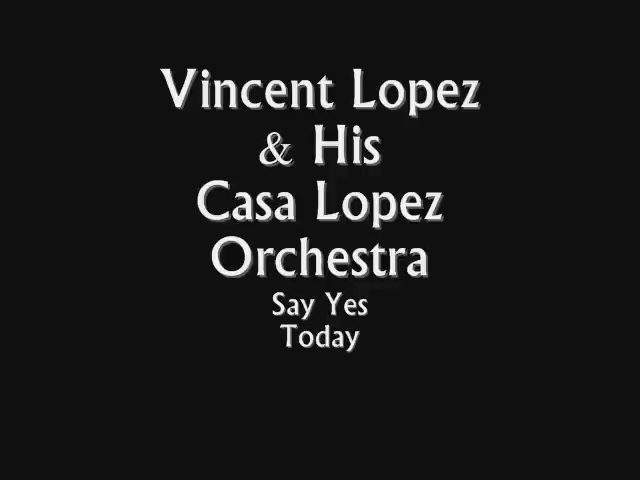 Vincent Lopez
& His
Casa Lopez
Orchestra
Say Yes
Today